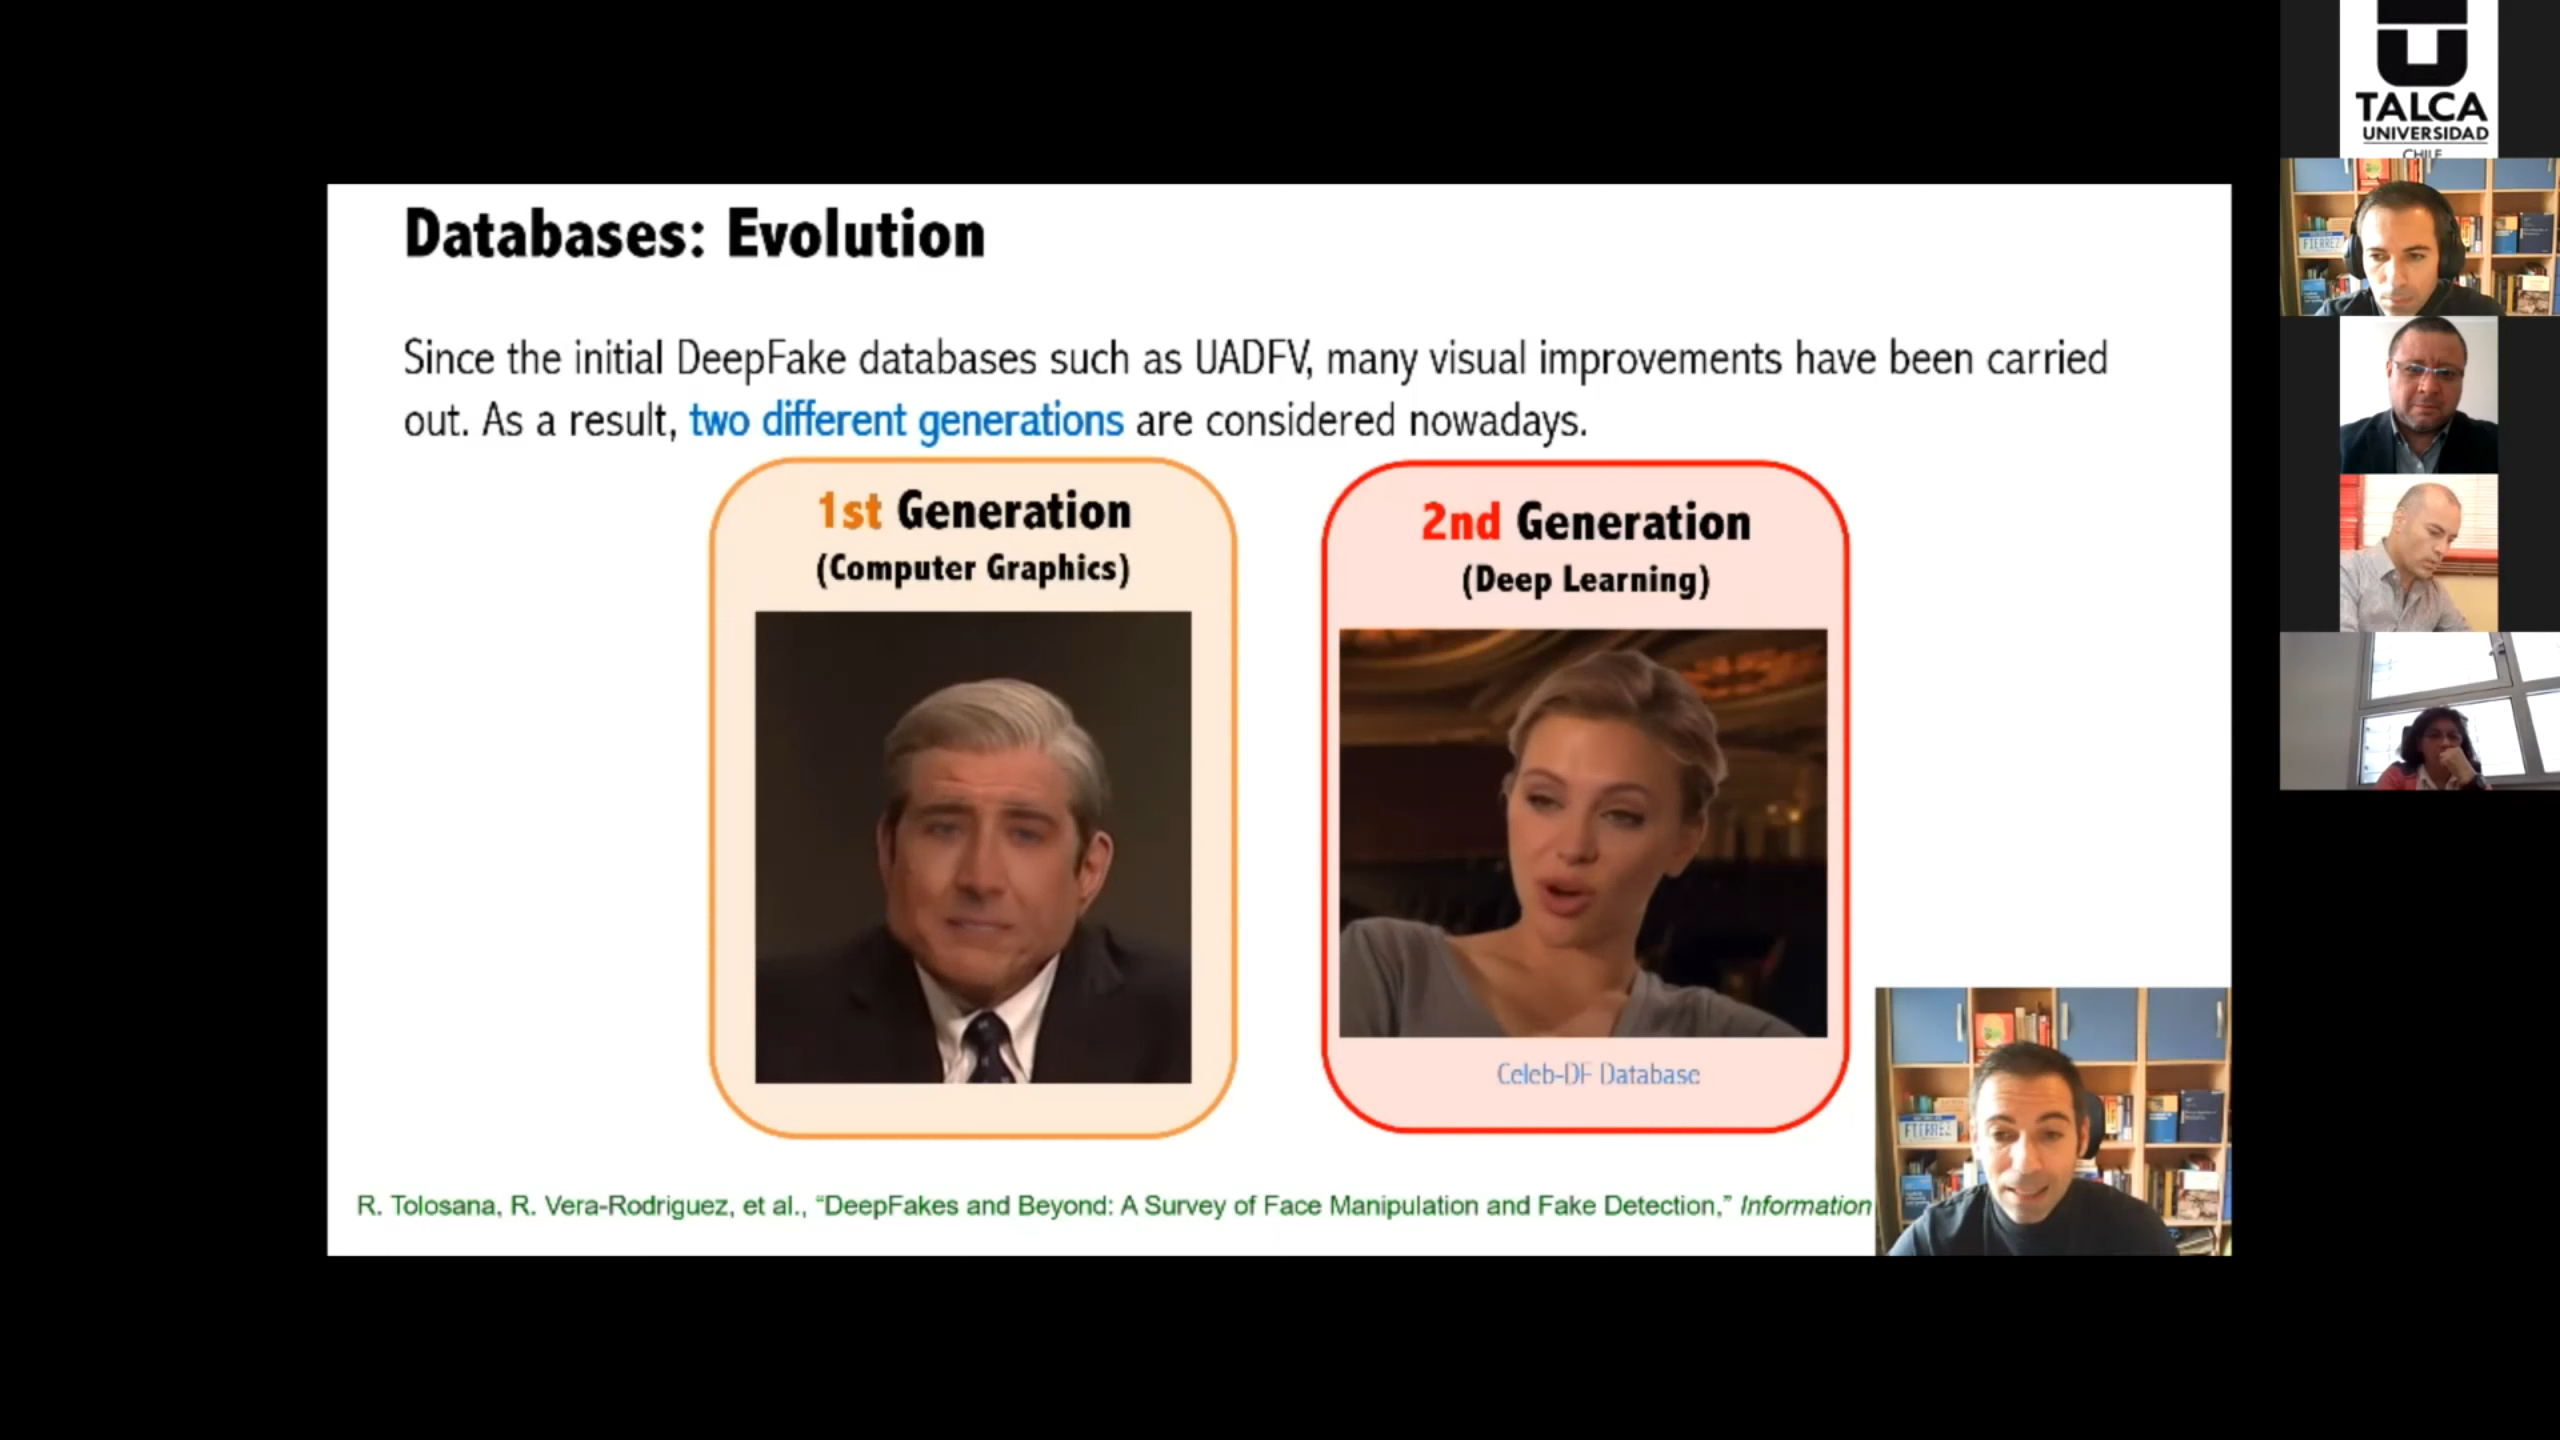 Databases: Evolution
Since the initial DeepFake databases such as UADFV, many visual improvements have been carried
out. As a result, two different generations are considered nowadays.
1st Generation
(Computer Graphics)
2nd Generation
(Deep Learning)
Celeb-DF Database
R. Tolosana, R. Vera-Rodriguez, et al., “DeepFakes and Beyond: A Survey of Face Manipulation and Fake Detection,” Information
TALCA
UNIVERSIDAD
CHILE
FIERREZ
FIERREZ